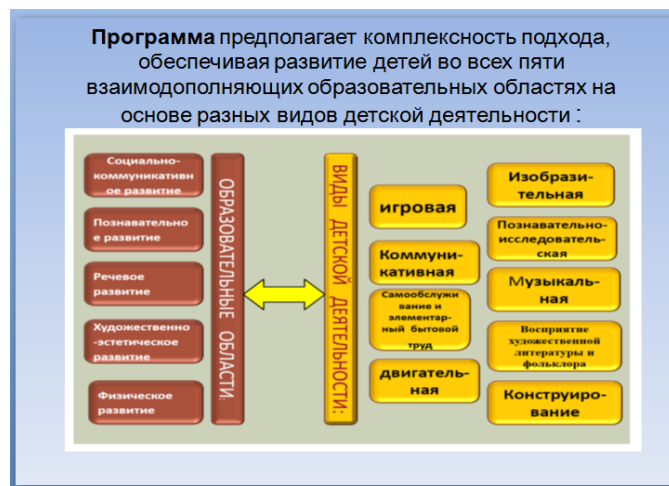 Программа предполагает комплексность подхода,
обеспечивая развитие детей во всех пяти
взаимодополняющих образовательных областях на
основе разных видов детской деятельности :
Социально-
коммуникативн
ое развитие
Познавательно
е развитие
Речевое
развитие
Художественно
-эстетическое
развитие
Физическое
развитие
ОБРАЗОВАТЕЛЬНЫЕ ОБЛАСТИ:
ВИДЫ ДЕТСКОЙ ДЕЯТЕЛЬНОСТИ:
игровая
Коммуни-
кативная
Самообслужи
вание и
элементар-
ный бытовой
труд
двигатель-
ная
Изобрази-
тельная
Познавательно-
исследователь-
ская
Музыкаль-
ная
Восприятие
художественной
литературы и
фольклора
Конструиро-
вание